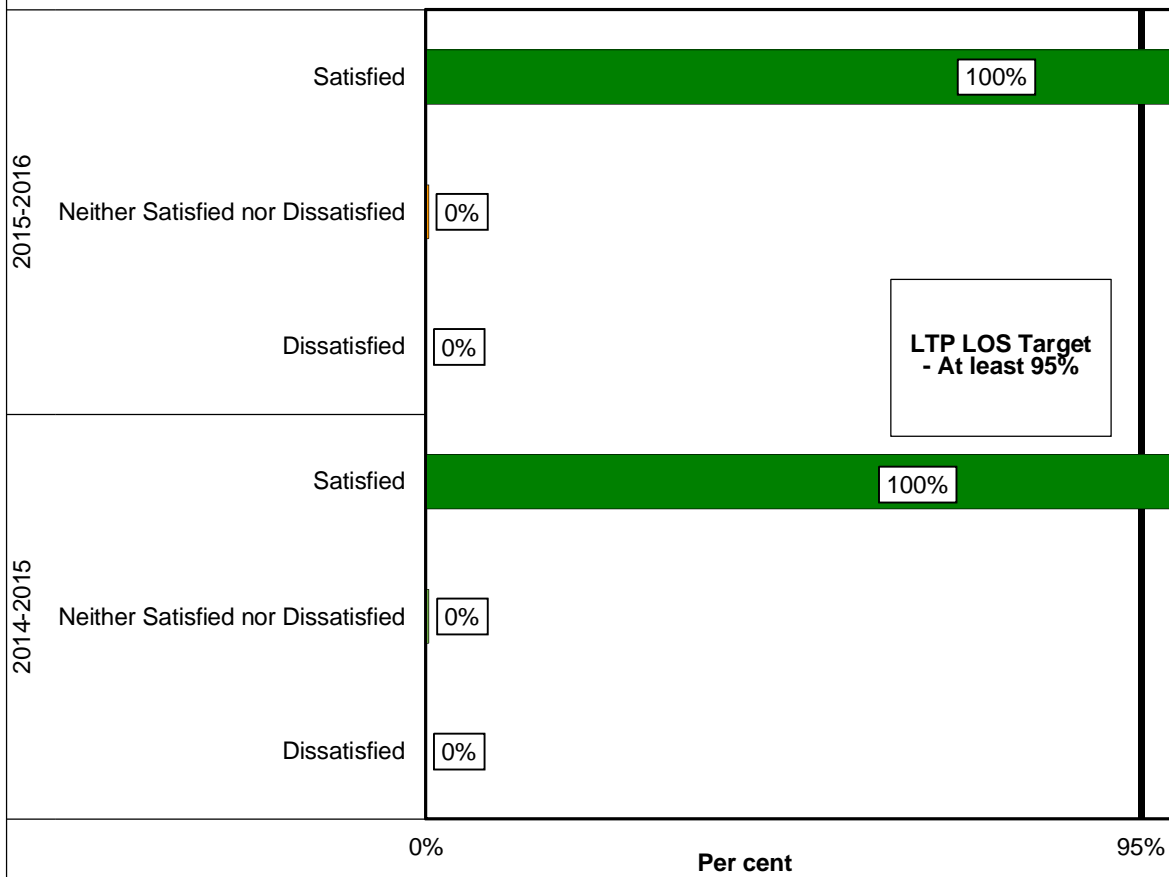 2015-2016
Satisfied
100%
Neither Satisfied nor Dissatisfied
0%
Dissatisfied
0%
LTP LOS Target
- At least 95%
2014-2015
Satisfied
100%
Neither Satisfied nor Dissatisfied
0%
Dissatisfied
0%
0%
95%
Per cent